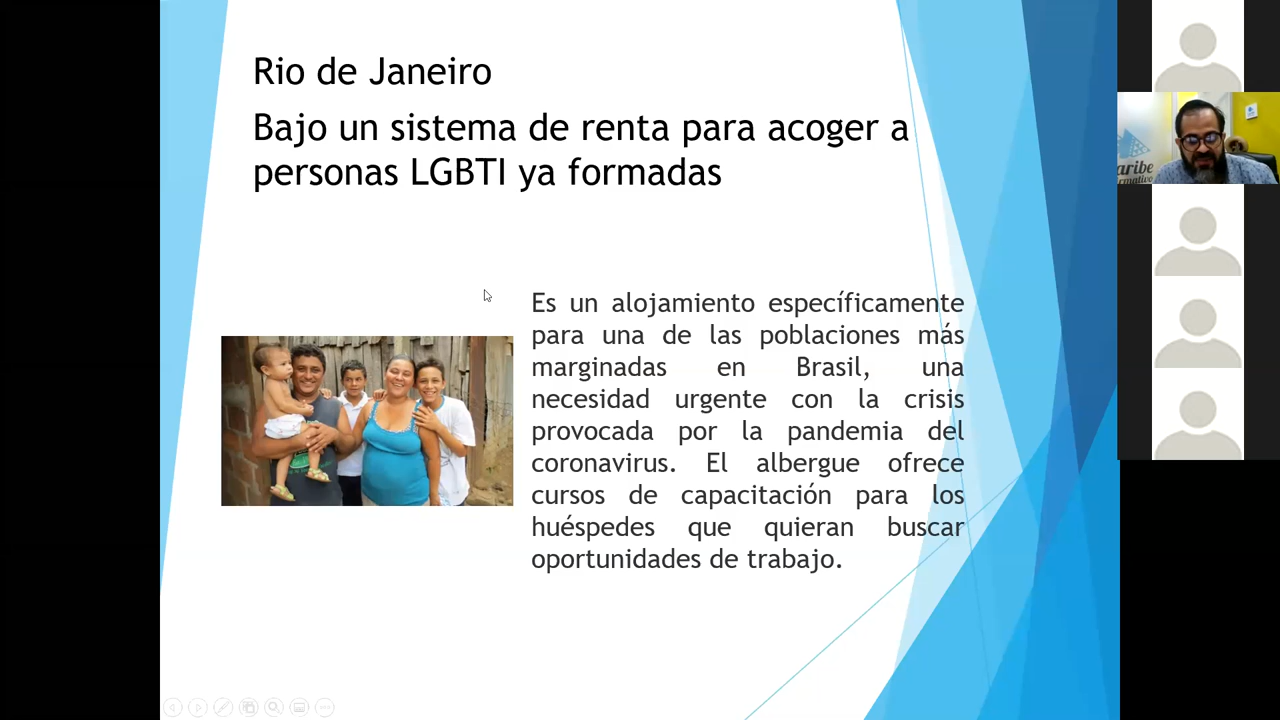 Rio de Janeiro
Bajo un sistema de renta para acoger a
personas LGBTI ya formadas
Es un alojamiento específicamente
para una de las poblaciones más
marginadas en Brasil, una
necesidad urgente con la crisis
provocada por la pandemia del
coronavirus. El albergue ofrece
cursos de capacitación para los
huéspedes que quieran buscar
oportunidades de trabajo.